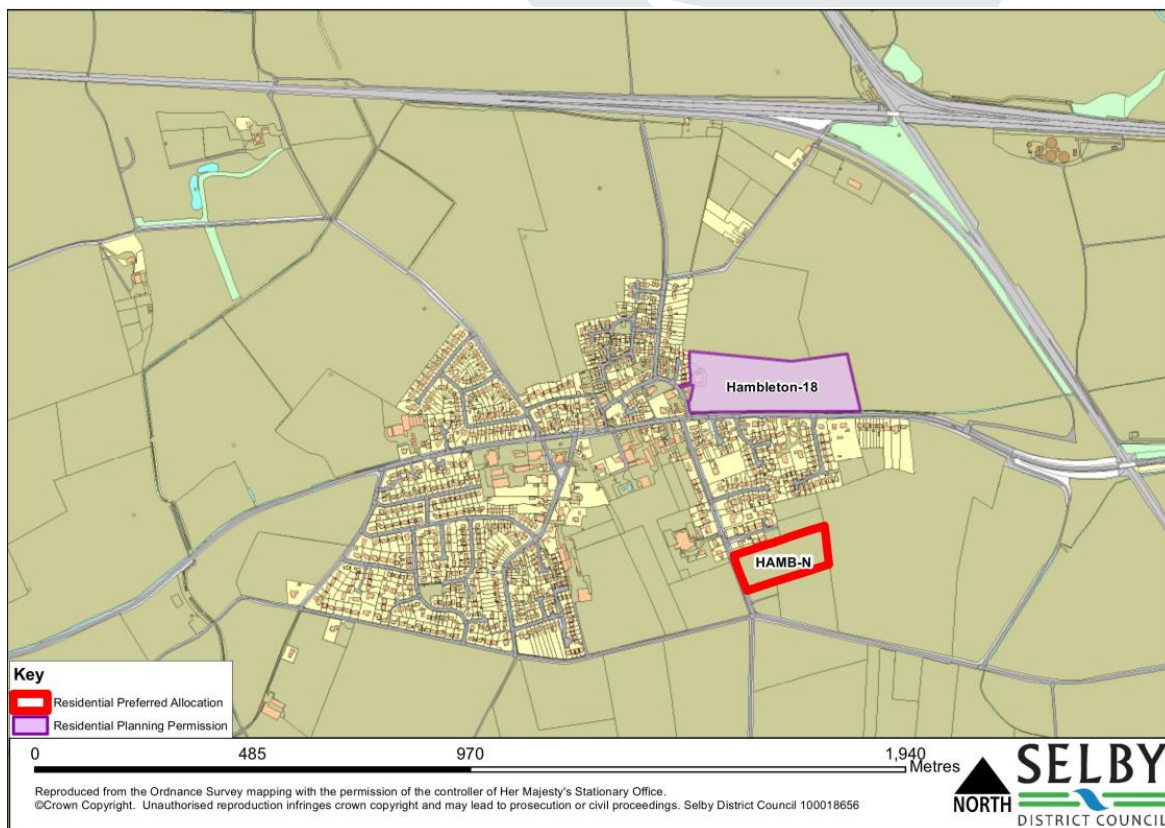 Hambleton-18
HAMB-N
Key
Residential Preferred Allocation
Residential Planning Permission
0 485 970 1,940
Metres
Reproduced from the Ordnance Survey mapping with the permission of the controller of Her Majesty's Stationary Office.
©Crown Copyright. Unauthorised reproduction infringes crown copyright and may lead to prosecution or civil proceedings. Selby District Council 100018656
NORTH
SELBY
DISTRICT COUNCIL